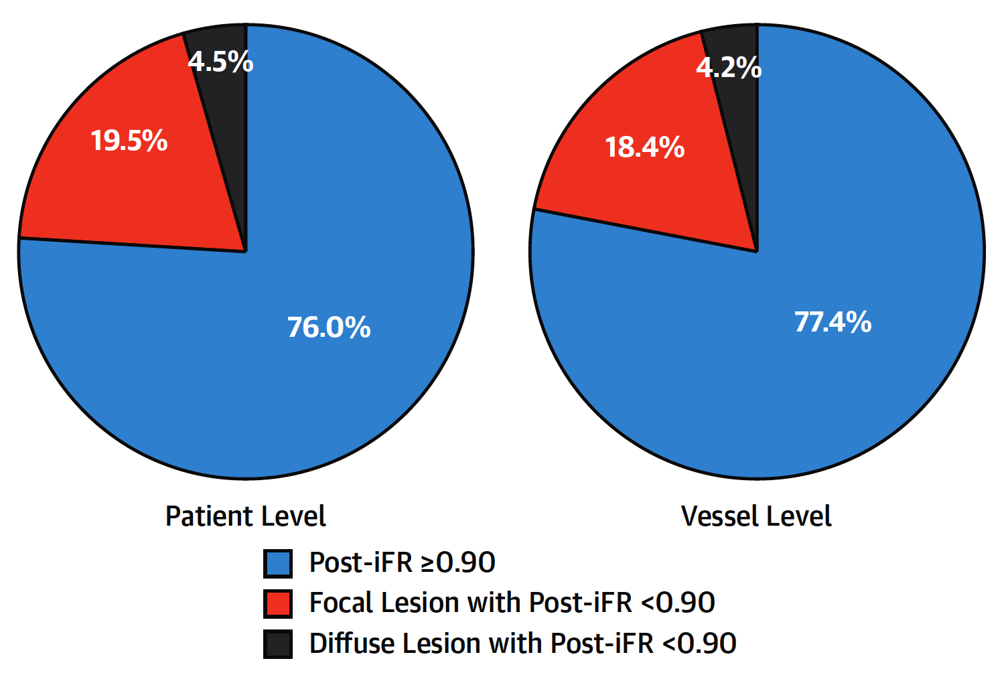 4.5%
4.2%
19.5%
18.4%
76.0%
77.4%
Patient Level
Vessel Level
Post-iFR ≥0.90
Focal Lesion with Post-iFR <0.90
Diffuse Lesion with Post-iFR <0.90